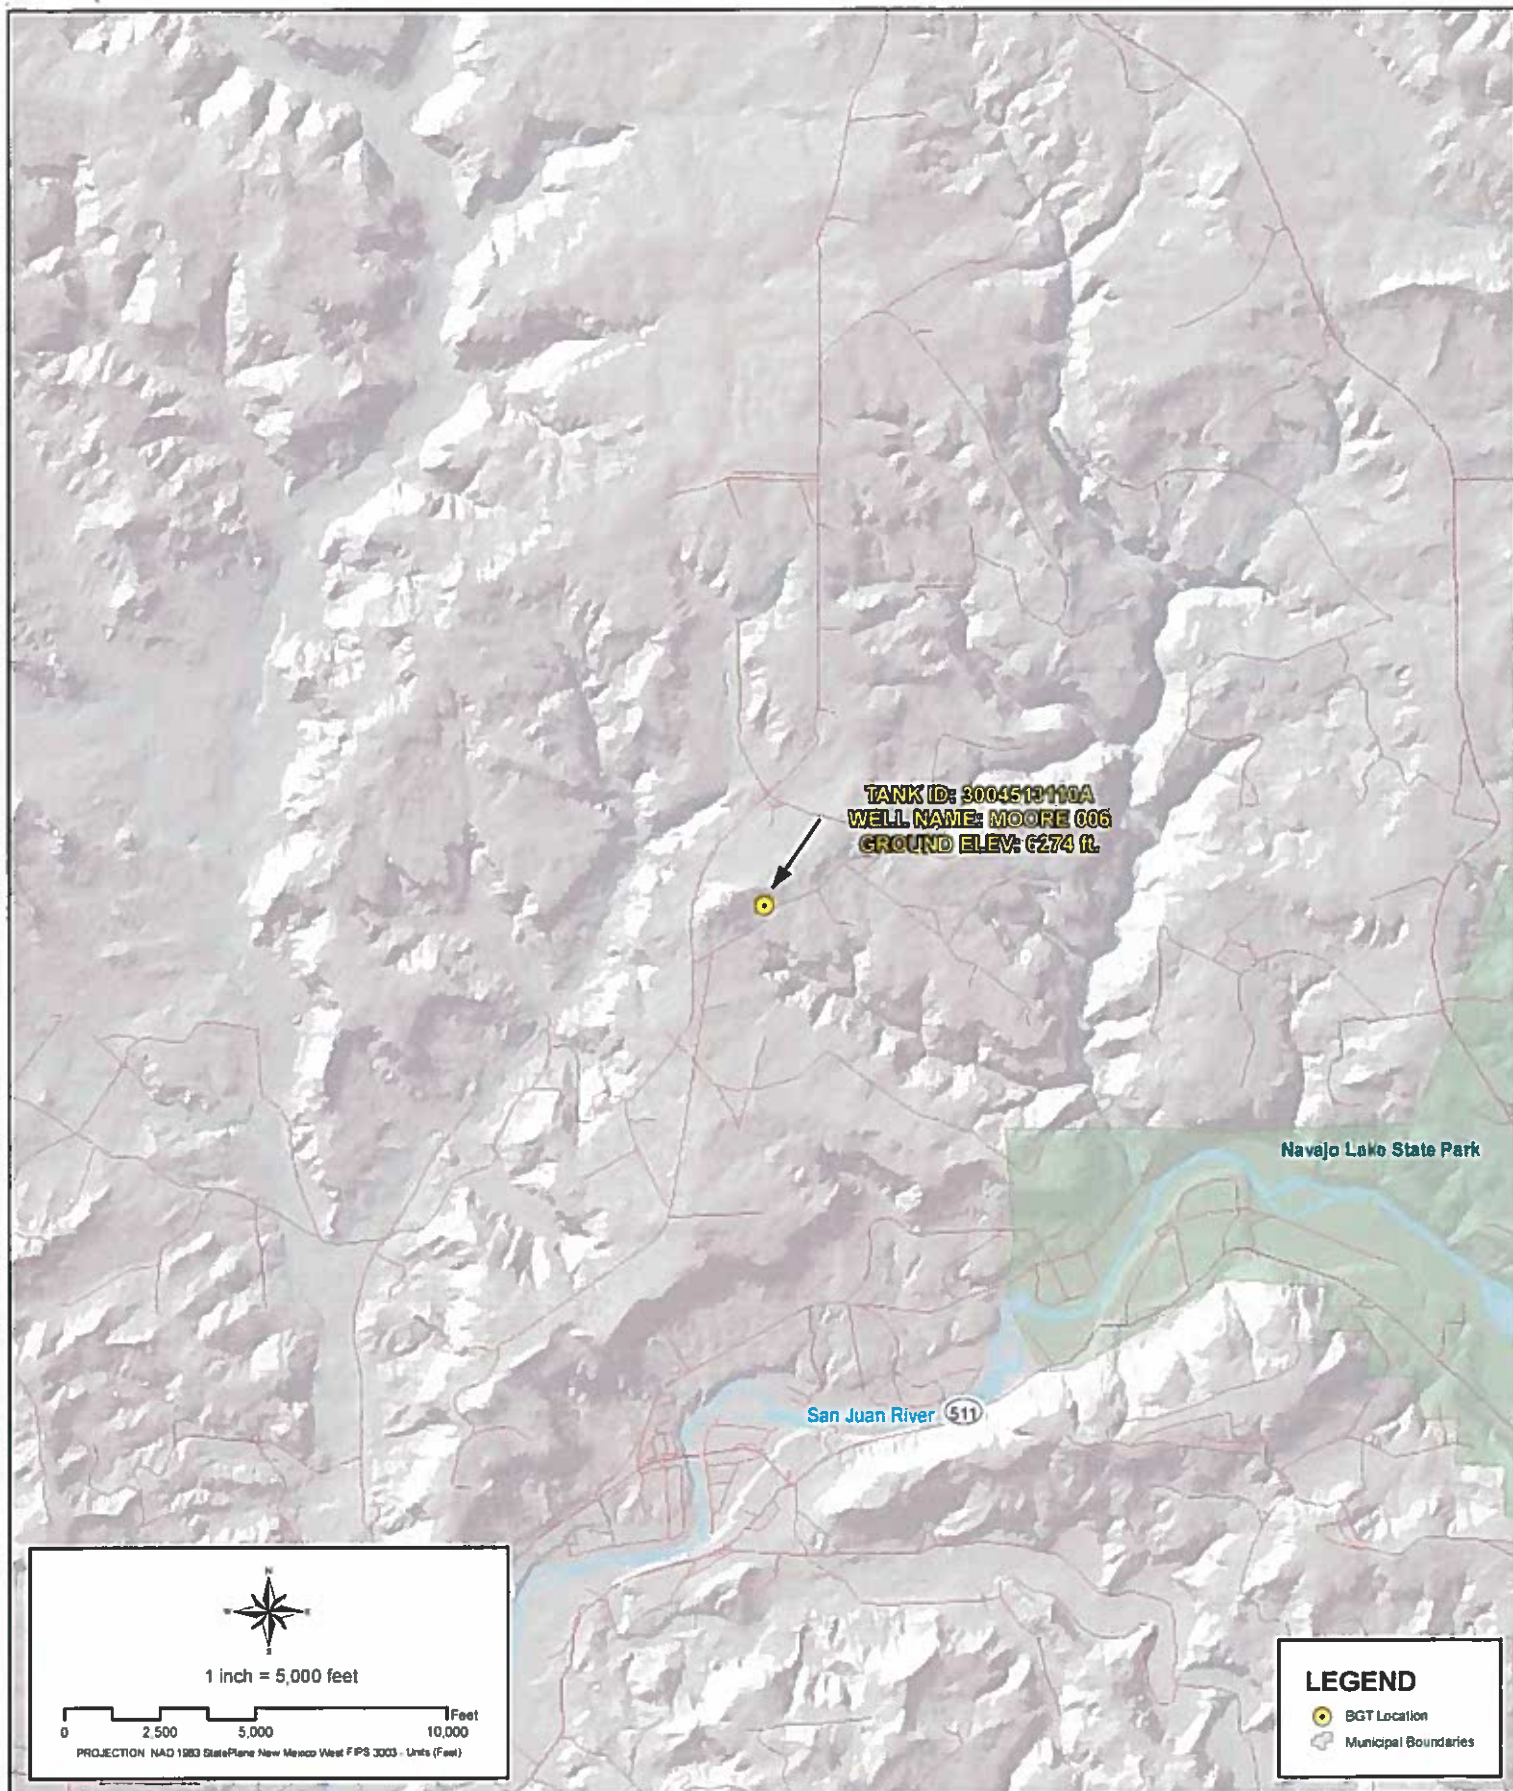 TANK ID: 3004513110A
WELL NAME: MOORE 006
GROUND ELEV: 6274 ft.
Navajo Lake State Park
San Juan River
511
N
W
E
S
1 inch = 5,000 feet
Feet
0 2,500 5,000 10,000
PROJECTION NAD 1983 StatePlane New Mexico West FIPS 3003 - Units (Feet)
LEGEND
BGT Location
Municipal Boundaries